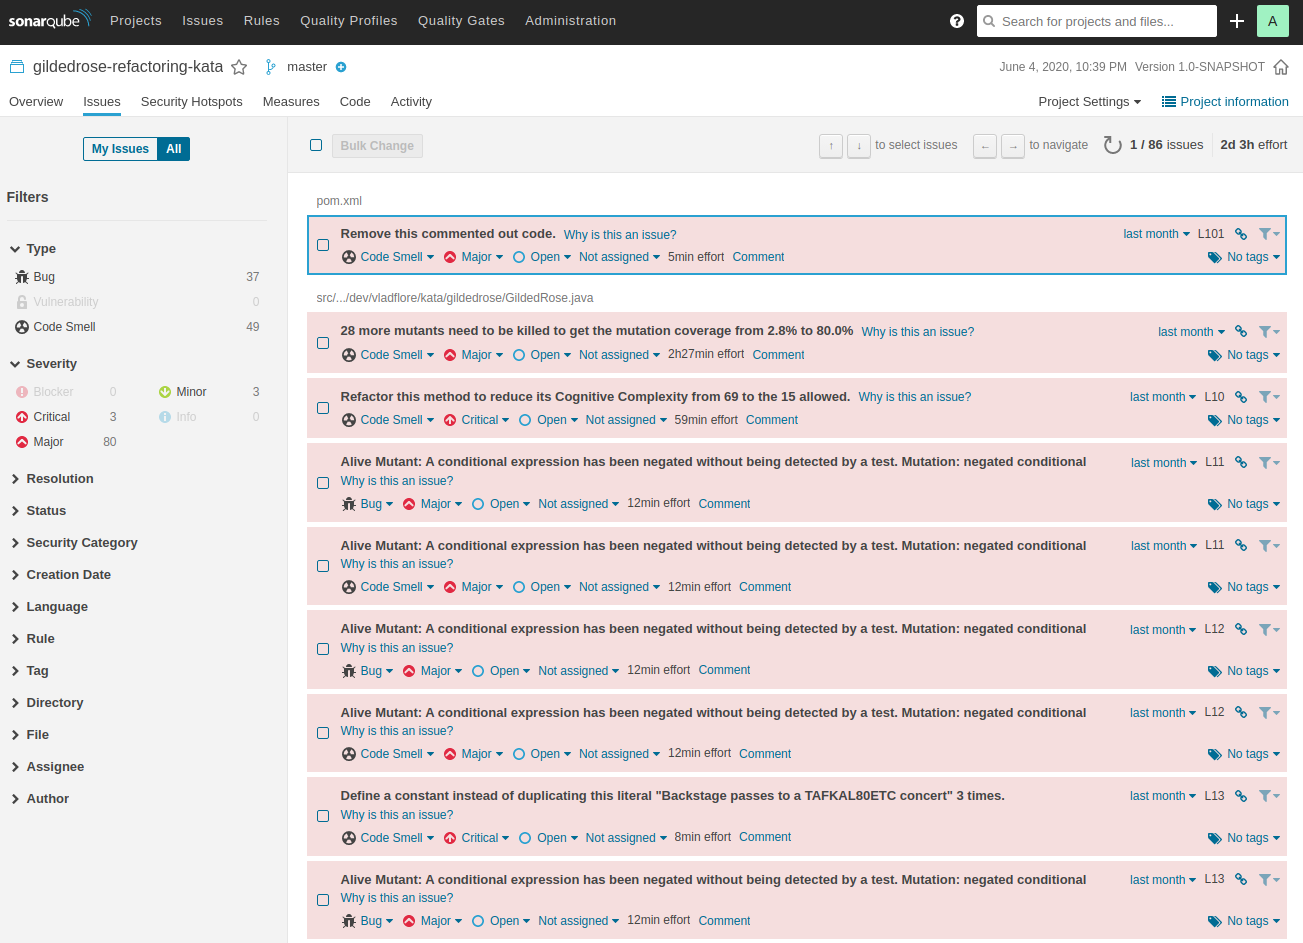 sonarqube Projects Issues Rules Quality Profiles Quality Gates Administration ? Search for projects and files... A
gildedrose-refactoring-kata master June 4, 2020, 10:39 PM Version 1.0-SNAPSHOT
Overview Issues Security Hotspots Measures Code Activity Project Settings Project information
My Issues All
Bulk Change ↑ ↓ to select issues ← → to navigate 1 / 86 issues 2d 3h effort
Filters
Type
Bug 37
Vulnerability 0
Code Smell 49
Severity
Blocker 0 Minor 3
Critical 3 Info 0
Major 80
Resolution
Status
Security Category
Creation Date
Language
Rule
Tag
Directory
File
Assignee
Author
pom.xml
Remove this commented out code. Why is this an issue? last month L101
Code Smell Major Open Not assigned 5min effort Comment No tags
src/.../dev/vladflore/kata/gildedrose/GildedRose.java
28 more mutants need to be killed to get the mutation coverage from 2.8% to 80.0% Why is this an issue? last month
Code Smell Major Open Not assigned 2h27min effort Comment No tags
Refactor this method to reduce its Cognitive Complexity from 69 to the 15 allowed. Why is this an issue? last month L10
Code Smell Critical Open Not assigned 59min effort Comment No tags
Alive Mutant: A conditional expression has been negated without being detected by a test. Mutation: negated conditional last month L11
Why is this an issue?
Bug Major Open Not assigned 12min effort Comment No tags
Alive Mutant: A conditional expression has been negated without being detected by a test. Mutation: negated conditional last month L11
Why is this an issue?
Code Smell Major Open Not assigned 12min effort Comment No tags
Alive Mutant: A conditional expression has been negated without being detected by a test. Mutation: negated conditional last month L12
Why is this an issue?
Bug Major Open Not assigned 12min effort Comment No tags
Alive Mutant: A conditional expression has been negated without being detected by a test. Mutation: negated conditional last month L12
Why is this an issue?
Code Smell Major Open Not assigned 12min effort Comment No tags
Define a constant instead of duplicating this literal "Backstage passes to a TAFKAL80ETC concert" 3 times. last month L13
Why is this an issue?
Code Smell Critical Open Not assigned 8min effort Comment No tags
Alive Mutant: A conditional expression has been negated without being detected by a test. Mutation: negated conditional last month L13
Why is this an issue?
Bug Major Open Not assigned 12min effort Comment No tags